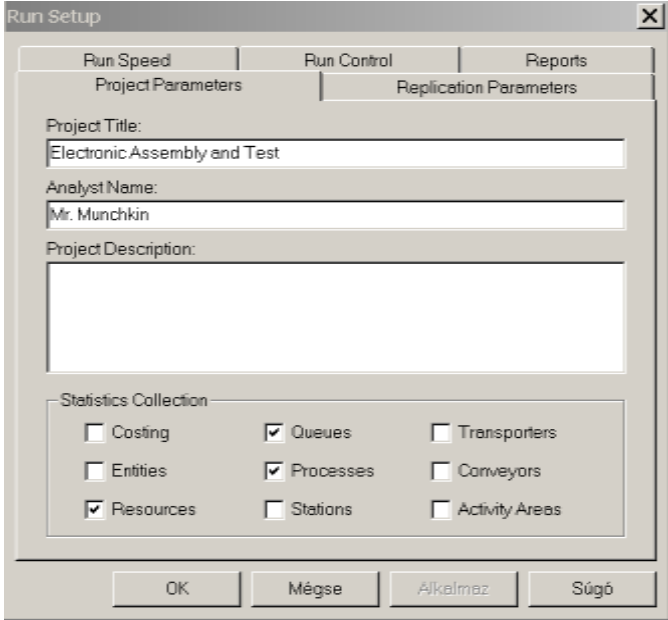 Run Setup
Run Speed Run Control Reports
Project Parameters Replication Parameters
Project Title:
Electronic Assembly and Test
Analyst Name:
Mr. Munchkin
Project Description:
Statistics Collection
Costing Queues Transporters
Entities Processes Conveyors
Resources Stations Activity Areas
OK Mégse Alkalmaz Súgó